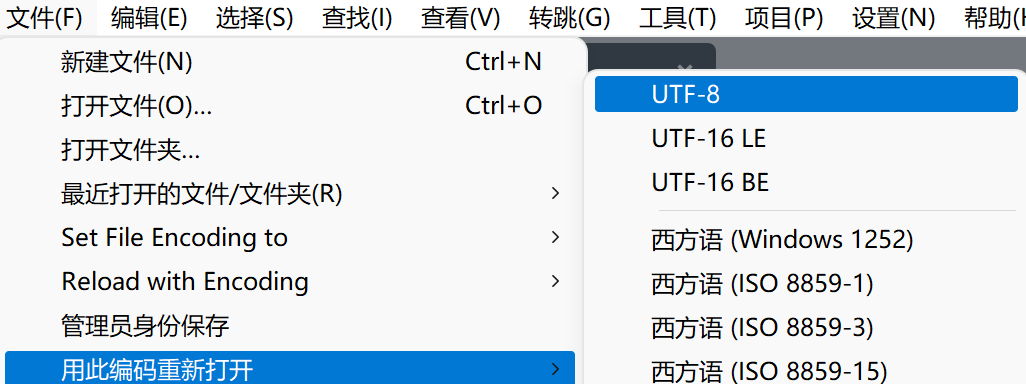 文件(F) 编辑(E) 选择(S) 查找(I) 查看(V) 转跳(G) 工具(T) 项目(P) 设置(N) 帮助(
新建文件(N) Ctrl+N
打开文件(O)... Ctrl+O
打开文件夹...
最近打开的文件/文件夹(R)
Set File Encoding to
Reload with Encoding
管理员身份保存
用此编码重新打开
UTF-8
UTF-16 LE
UTF-16 BE
西方语 (Windows 1252)
西方语 (ISO 8859-1)
西方语 (ISO 8859-3)
西方语 (ISO 8859-15)